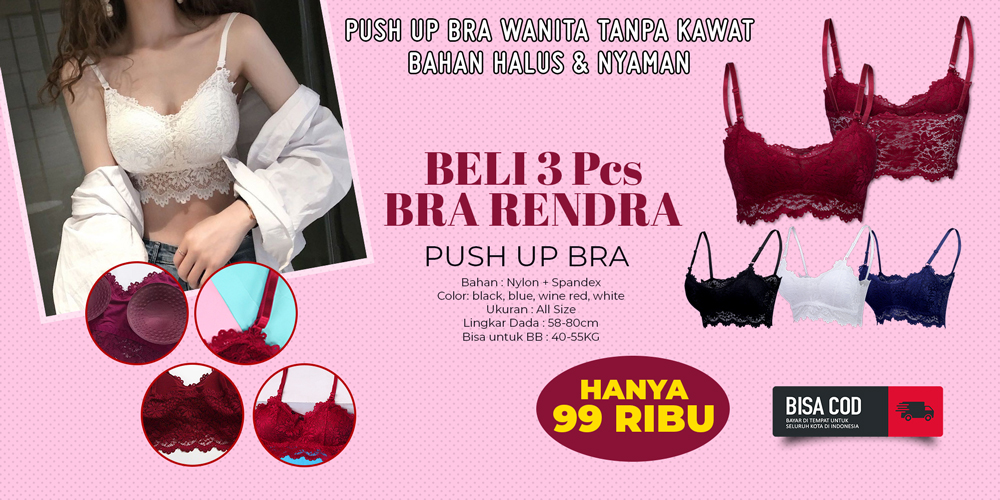 PUSH UP BRA WANITA TANPA KAWAT
BAHAN HALUS & NYAMAN
BELI 3 Pcs
BRA RENDRA
PUSH UP BRA
Bahan : Nylon + Spandex
Color: black, blue, wine red, white
Ukuran : All Size
Lingkar Dada : 58-80cm
Bisa untuk BB : 40-55KG
HANYA
99 RIBU
BISA COD
BAYAR DI TEMPAT UNTUK
SELURUH KOTA DI INDONESIA